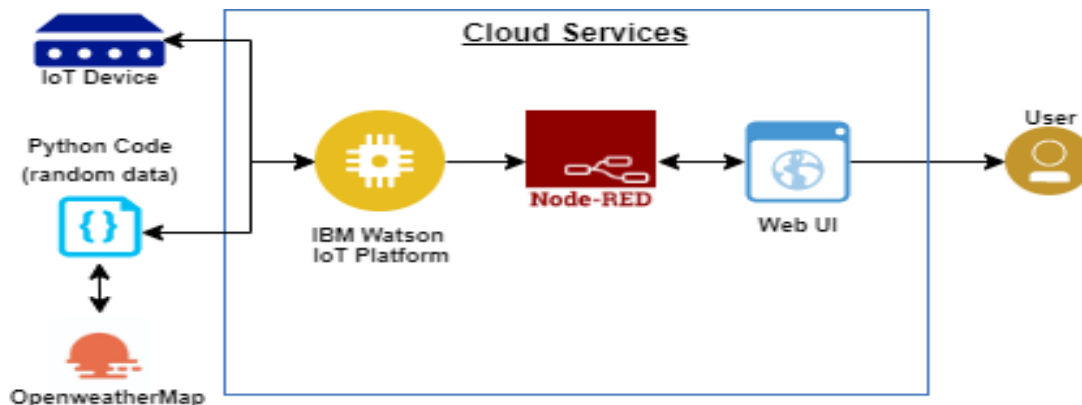 Cloud Services
IoT Device
Python Code
(random data)
{}
IBM Watson
IoT Platform
Node-RED
Web UI
User
OpenweatherMap